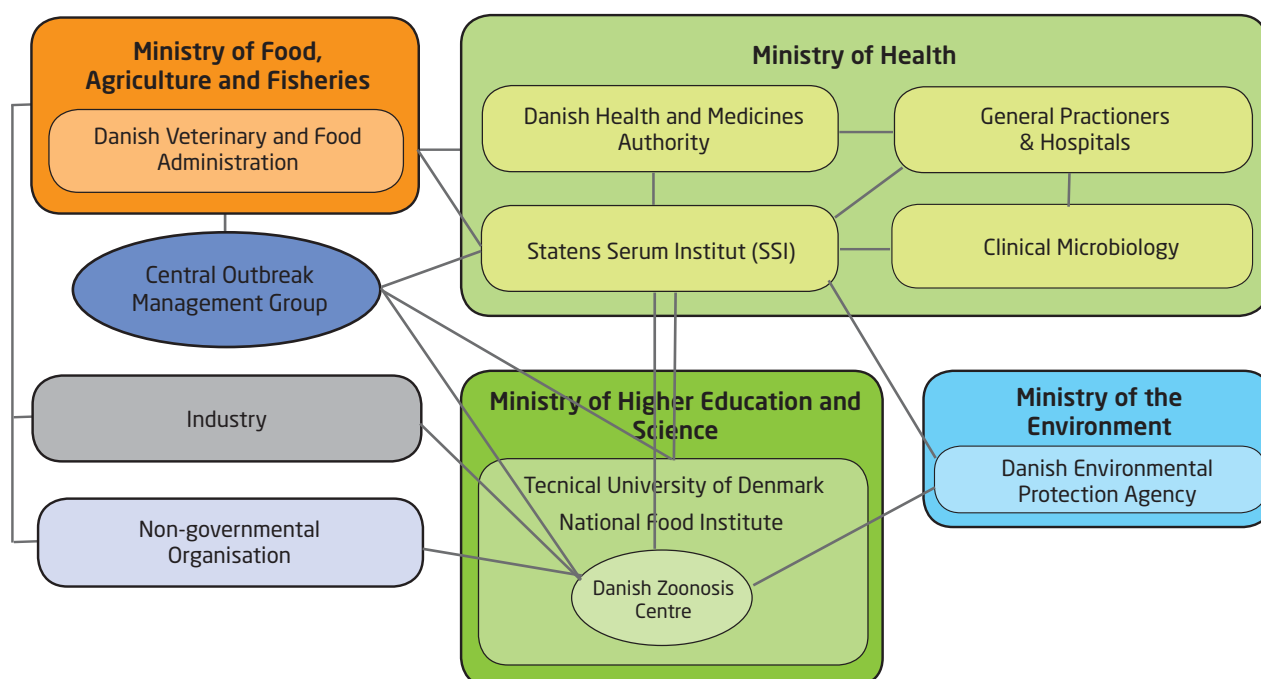 Ministry of Food,
Agriculture and Fisheries
Danish Veterinary and Food
Administration
Ministry of Health
Danish Health and Medicines
Authority
General Practioners
& Hospitals
Statens Serum Institut (SSI)
Clinical Microbiology
Central Outbreak
Management Group
Industry
Non-governmental
Organisation
Ministry of Higher Education and
Science
Tecnical University of Denmark
National Food Institute
Danish Zoonosis
Centre
Ministry of the
Environment
Danish Environmental
Protection Agency